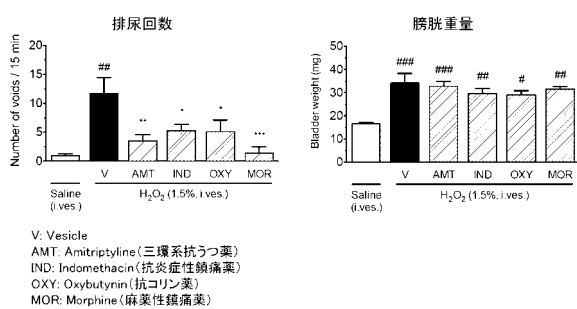 排尿回数
Number of voids / 15 min
20
15
10
5
0
##
**
*
*
***
V AMT IND OXY MOR
Saline (i.ves.)
H₂O₂ (1.5%, i.ves.)
膀胱重量
Bladder weight (mg)
50
40
30
20
10
0
###
###
##
#
##
V AMT IND OXY MOR
Saline (i.ves.)
H₂O₂ (1.5%, i.ves.)
V: Vesicle
AMT: Amitriptyline（三環系抗うつ薬）
IND: Indomethacin（抗炎症性鎮痛薬）
OXY: Oxybutynin（抗コリン薬）
MOR: Morphine（麻薬性鎮痛薬）